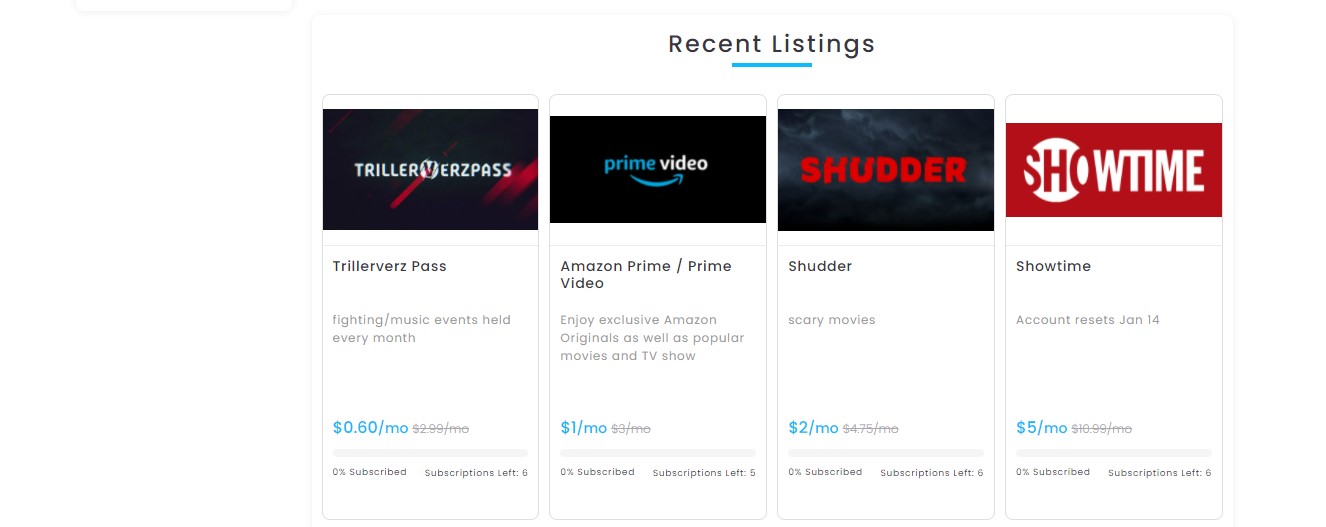 Recent Listings
TRILLERVERZPASS
prime video
SHUDDER
SHOWTIME
Trillerverz Pass
Amazon Prime / Prime
Video
Shudder
Showtime
fighting/music events held
every month
Enjoy exclusive Amazon
Originals as well as popular
movies and TV show
scary movies
Account resets Jan 14
$0.60/mo $2.99/mo
$1/mo $3/mo
$2/mo $4.75/mo
$5/mo $10.99/mo
0% Subscribed Subscriptions Left: 6
0% Subscribed Subscriptions Left: 5
0% Subscribed Subscriptions Left: 6
0% Subscribed Subscriptions Left: 6